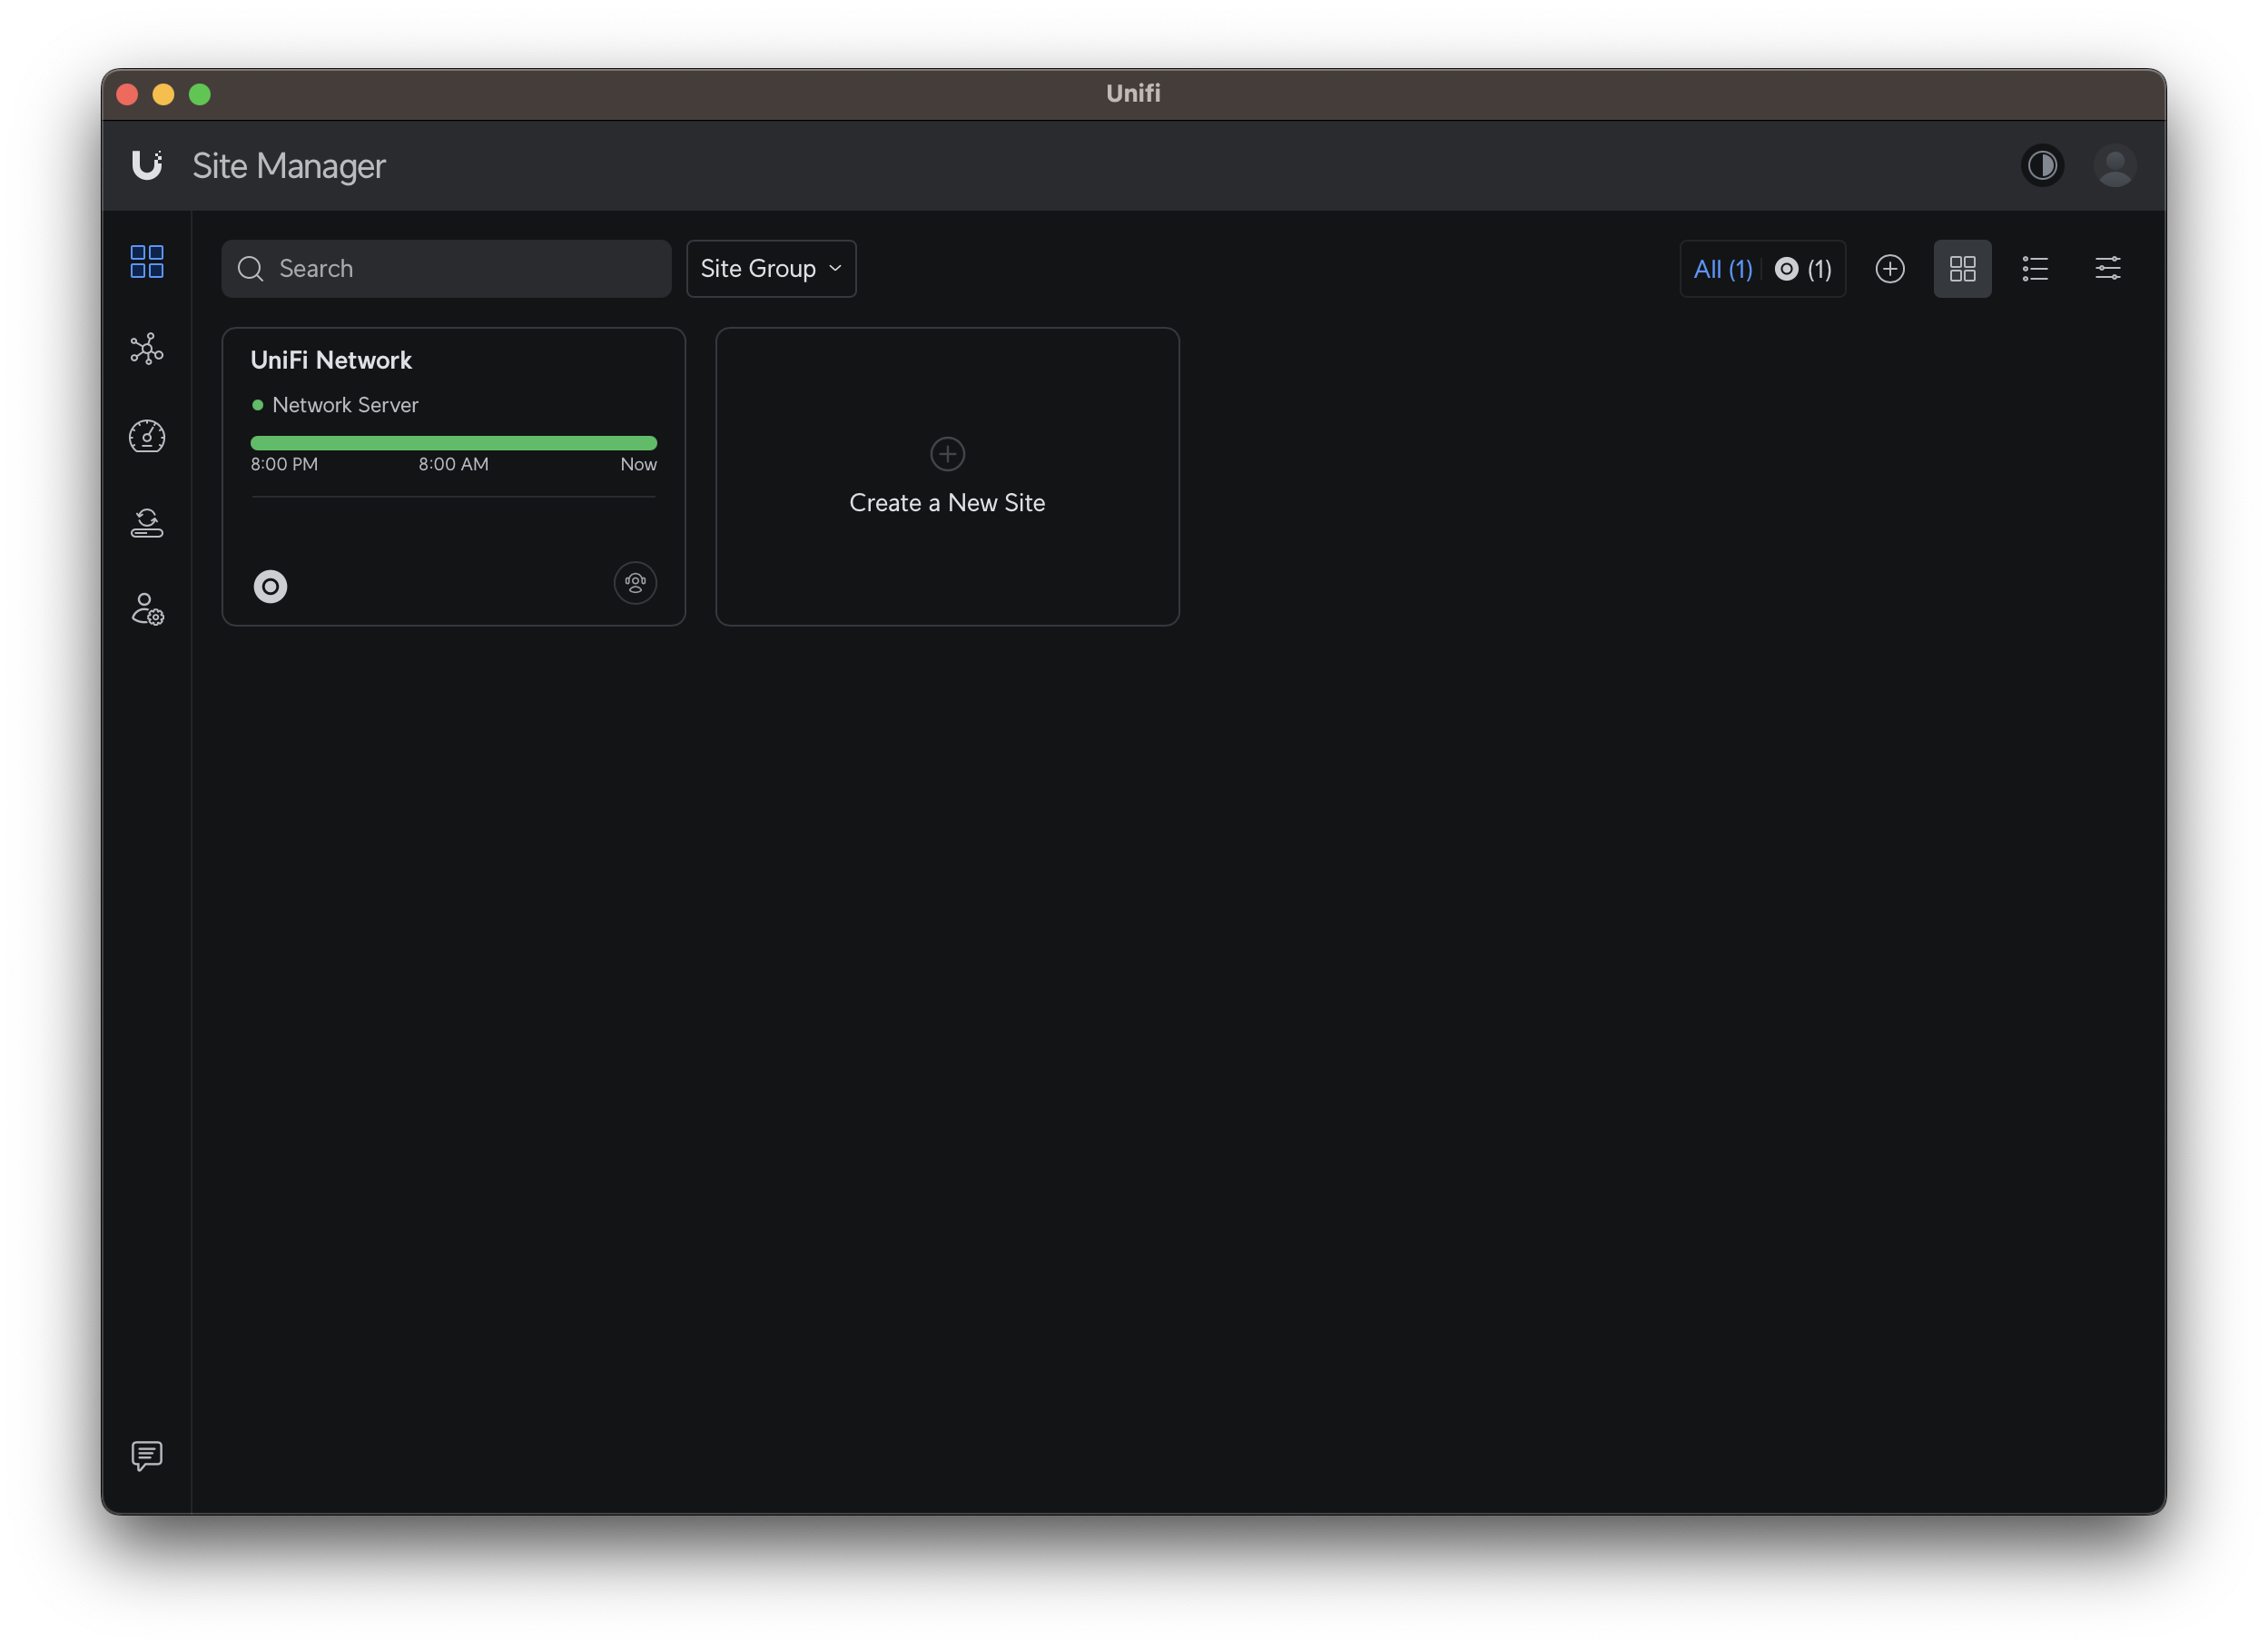 Unifi
Site Manager
Search
Site Group
All (1)
(1)
UniFi Network
Network Server
8:00 PM 8:00 AM Now
Create a New Site